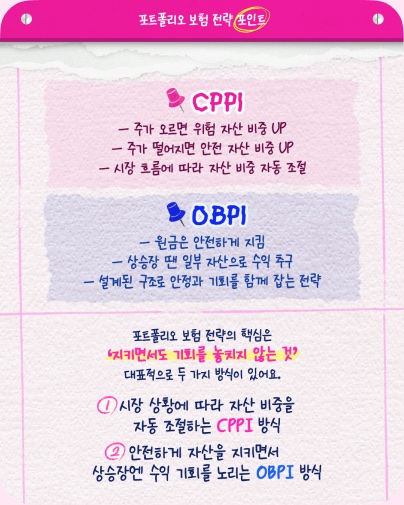 포트폴리오 보험 전략 포인트
CPPI
– 주가 오르면 위험 자산 비중 UP
– 주가 떨어지면 안전 자산 비중 UP
– 시장 흐름에 따라 자산 비중 자동 조절
OBPI
– 원금은 안전하게 지킴
– 상승장 땐 일부 자산으로 수익 추구
– 설계된 구조로 안정과 기회를 함께 잡는 전략
포트폴리오 보험 전략의 핵심은
‘지키면서도 기회를 놓치지 않는 것’
대표적으로 두 가지 방식이 있어요.
① 시장 상황에 따라 자산 비중을
자동 조절하는 CPPI 방식
② 안전하게 자산을 지키면서
상승장엔 수익 기회를 노리는 OBPI 방식